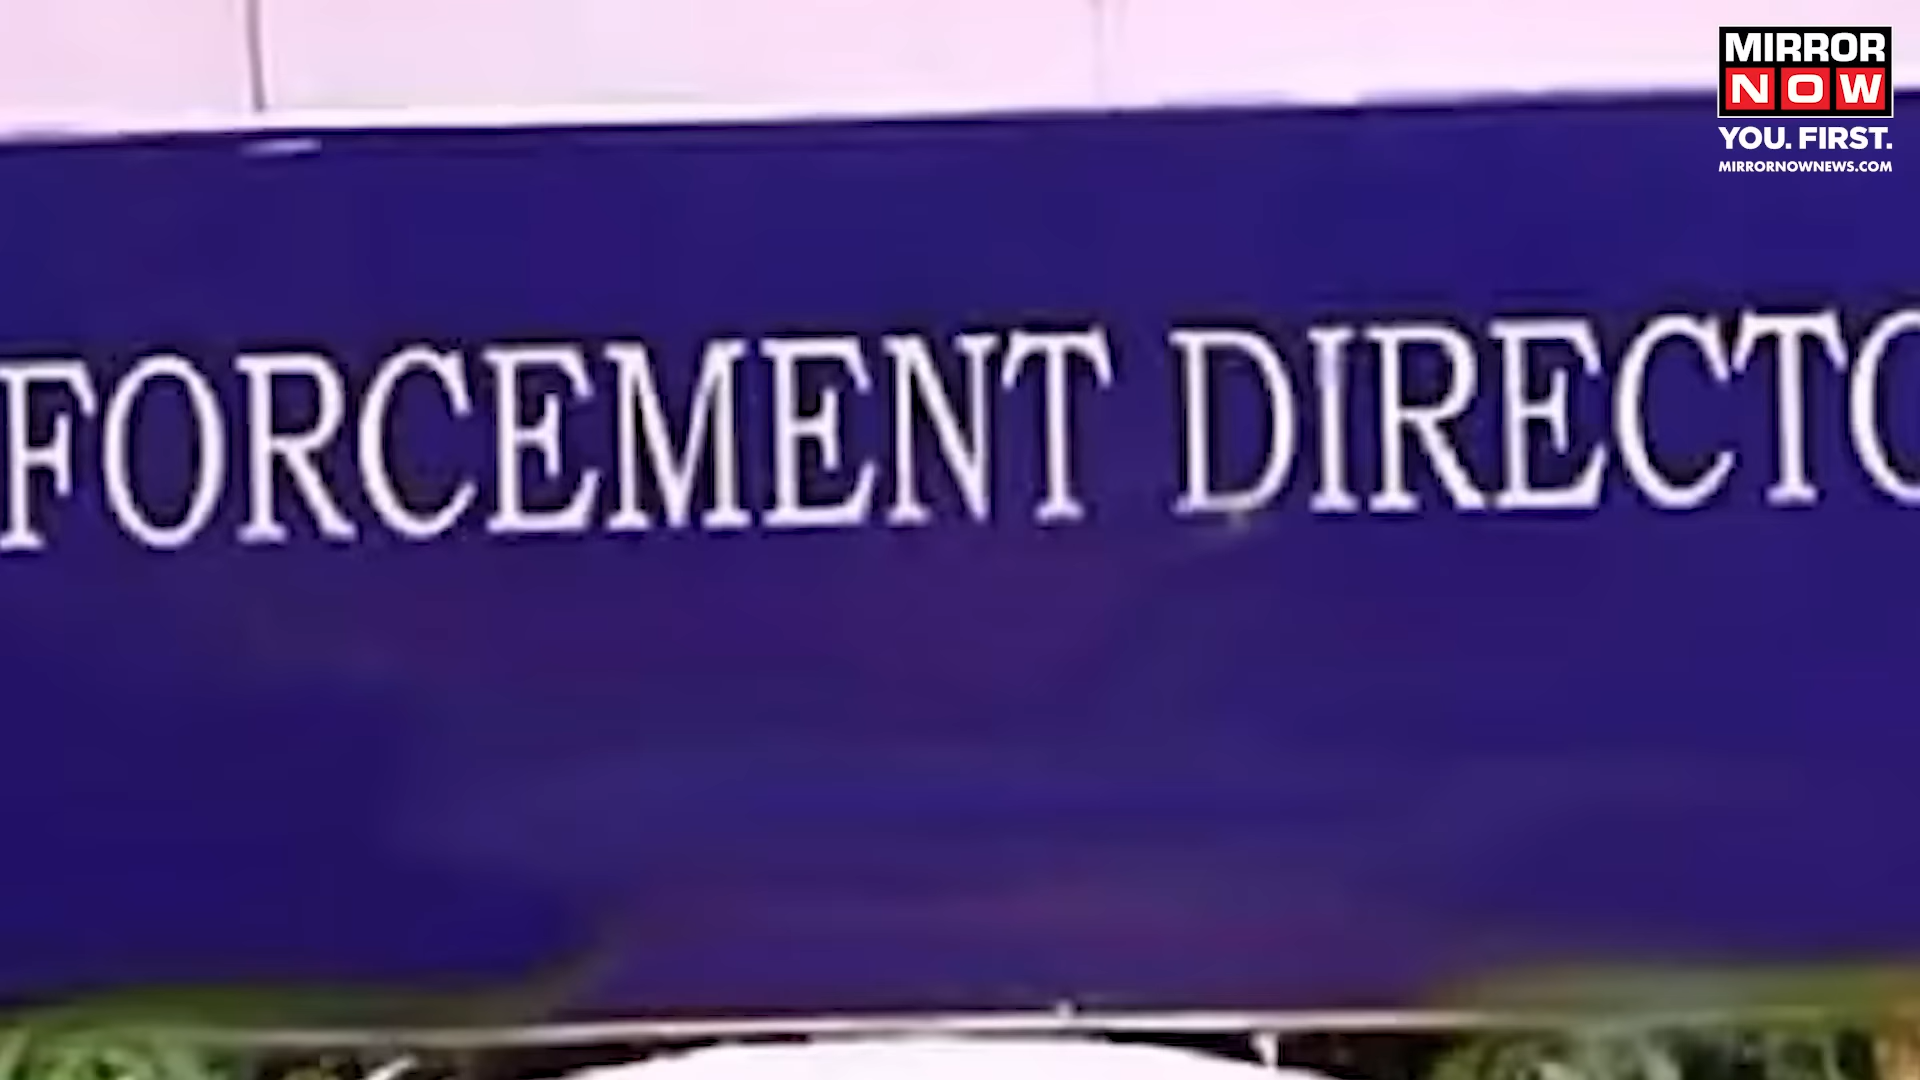 MIRROR
NOW
YOU. FIRST.
MIRRORNOWNEWS.COM
FORCEMENT DIRECTO